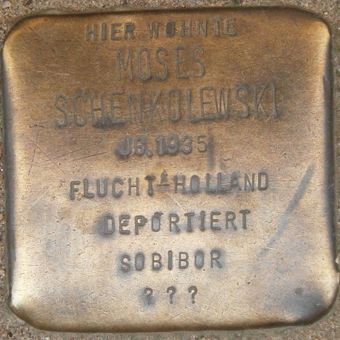 HIER WOHNTE
MOSES
SCHENKOLEWSKI
JG. 1935
FLUCHT-HOLLAND
DEPORTIERT
SOBIBOR
? ? ?